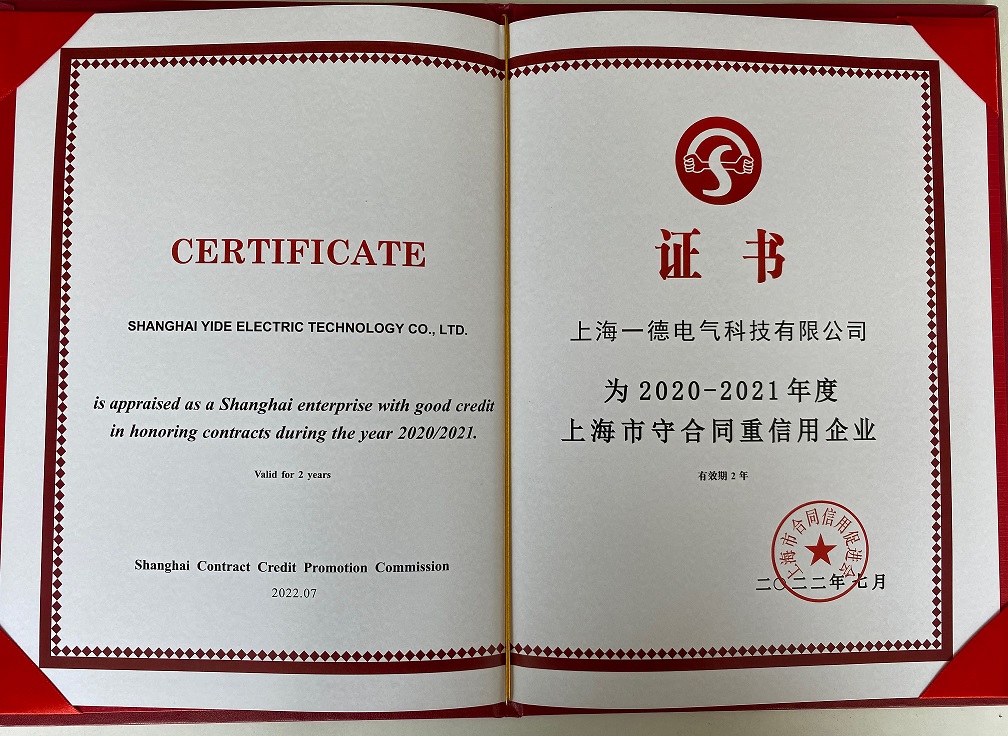 CERTIFICATE
SHANGHAI YIDE ELECTRIC TECHNOLOGY CO., LTD.
is appraised as a Shanghai enterprise with good credit
in honoring contracts during the year 2020/2021.
Valid for 2 years
Shanghai Contract Credit Promotion Commission
2022.07
证书
上海一德电气科技有限公司
为2020-2021年度
上海市守合同重信用企业
有效期2年
上海市合同信用促进会
二〇二二年七月